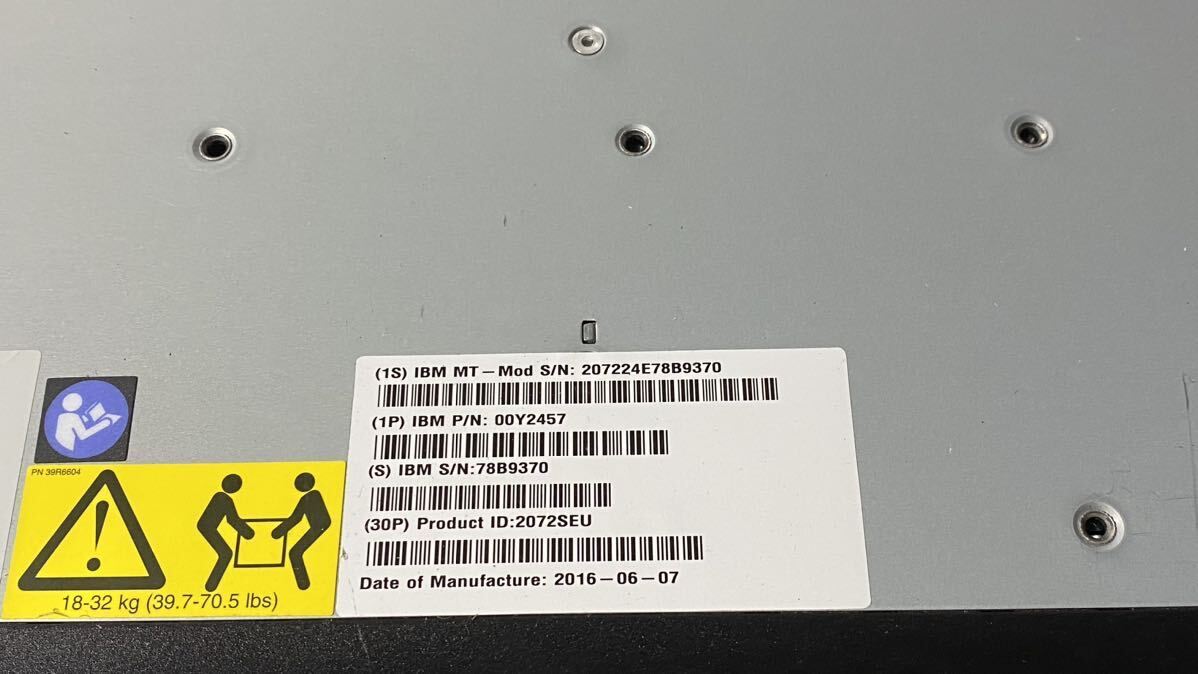 (1S) IBM MT－Mod S/N: 207224E78B9370
(1P) IBM P/N: 00Y2457
(S) IBM S/N:78B9370
(30P) Product ID:2072SEU
Date of Manufacture: 2016－06－07
PN 39R6604
18-32 kg (39.7-70.5 lbs)